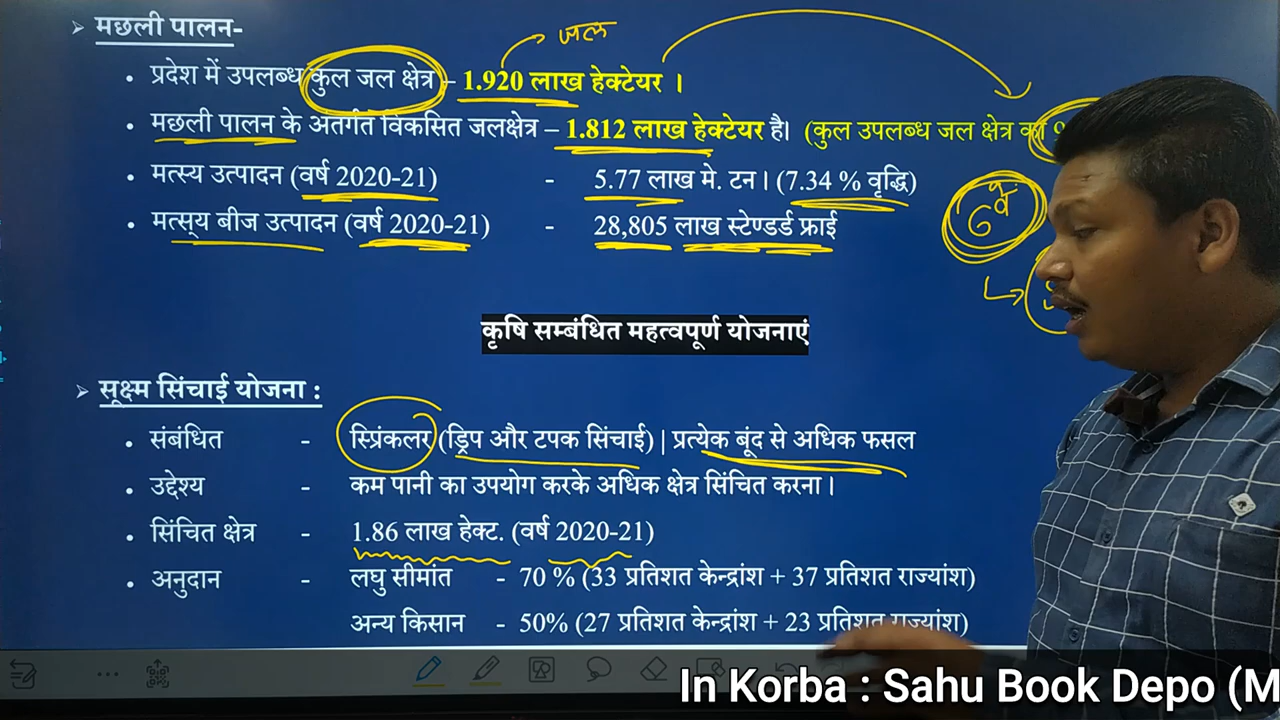 मछली पालन-
जल
प्रदेश में उपलब्ध कुल जल क्षेत्र – 1.920 लाख हेक्टेयर ।
मछली पालन के अंतर्गत विकसित जलक्षेत्र – 1.812 लाख हेक्टेयर है। (कुल उपलब्ध जल क्षेत्र का
मत्स्य उत्पादन (वर्ष 2020-21) - 5.77 लाख मे. टन। (7.34 % वृद्धि)
मत्स्य बीज उत्पादन (वर्ष 2020-21) - 28,805 लाख स्टेण्डर्ड फ्राई
कृषि सम्बंधित महत्वपूर्ण योजनाएं
सूक्ष्म सिंचाई योजना :
संबंधित - स्प्रिंकलर (ड्रिप और टपक सिंचाई) | प्रत्येक बूंद से अधिक फसल
उद्देश्य - कम पानी का उपयोग करके अधिक क्षेत्र सिंचित करना।
सिंचित क्षेत्र - 1.86 लाख हेक्ट. (वर्ष 2020-21)
अनुदान - लघु सीमांत - 70 % (33 प्रतिशत केन्द्रांश + 37 प्रतिशत राज्यांश)
अन्य किसान - 50% (27 प्रतिशत केन्द्रांश + 23 प्रतिशत राज्यांश)
In Korba : Sahu Book Depo (M